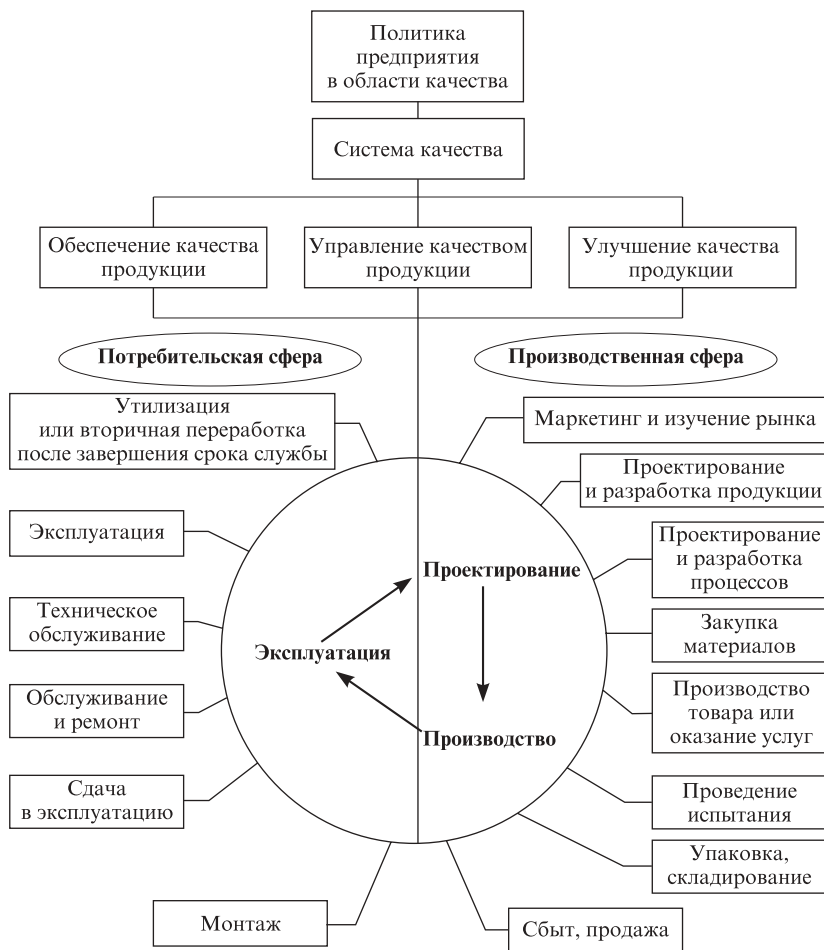 Политика
предприятия
в области качества
Система качества
Обеспечение качества
продукции
Управление качеством
продукции
Улучшение качества
продукции
Потребительская сфера
Производственная сфера
Утилизация
или вторичная переработка
после завершения срока службы
Эксплуатация
Техническое
обслуживание
Обслуживание
и ремонт
Сдача
в эксплуатацию
Монтаж
Маркетинг и изучение рынка
Проектирование
и разработка продукции
Проектирование
и разработка
процессов
Закупка
материалов
Производство
товара или
оказание услуг
Проведение
испытания
Упаковка,
складирование
Сбыт, продажа
Проектирование
Эксплуатация
Производство